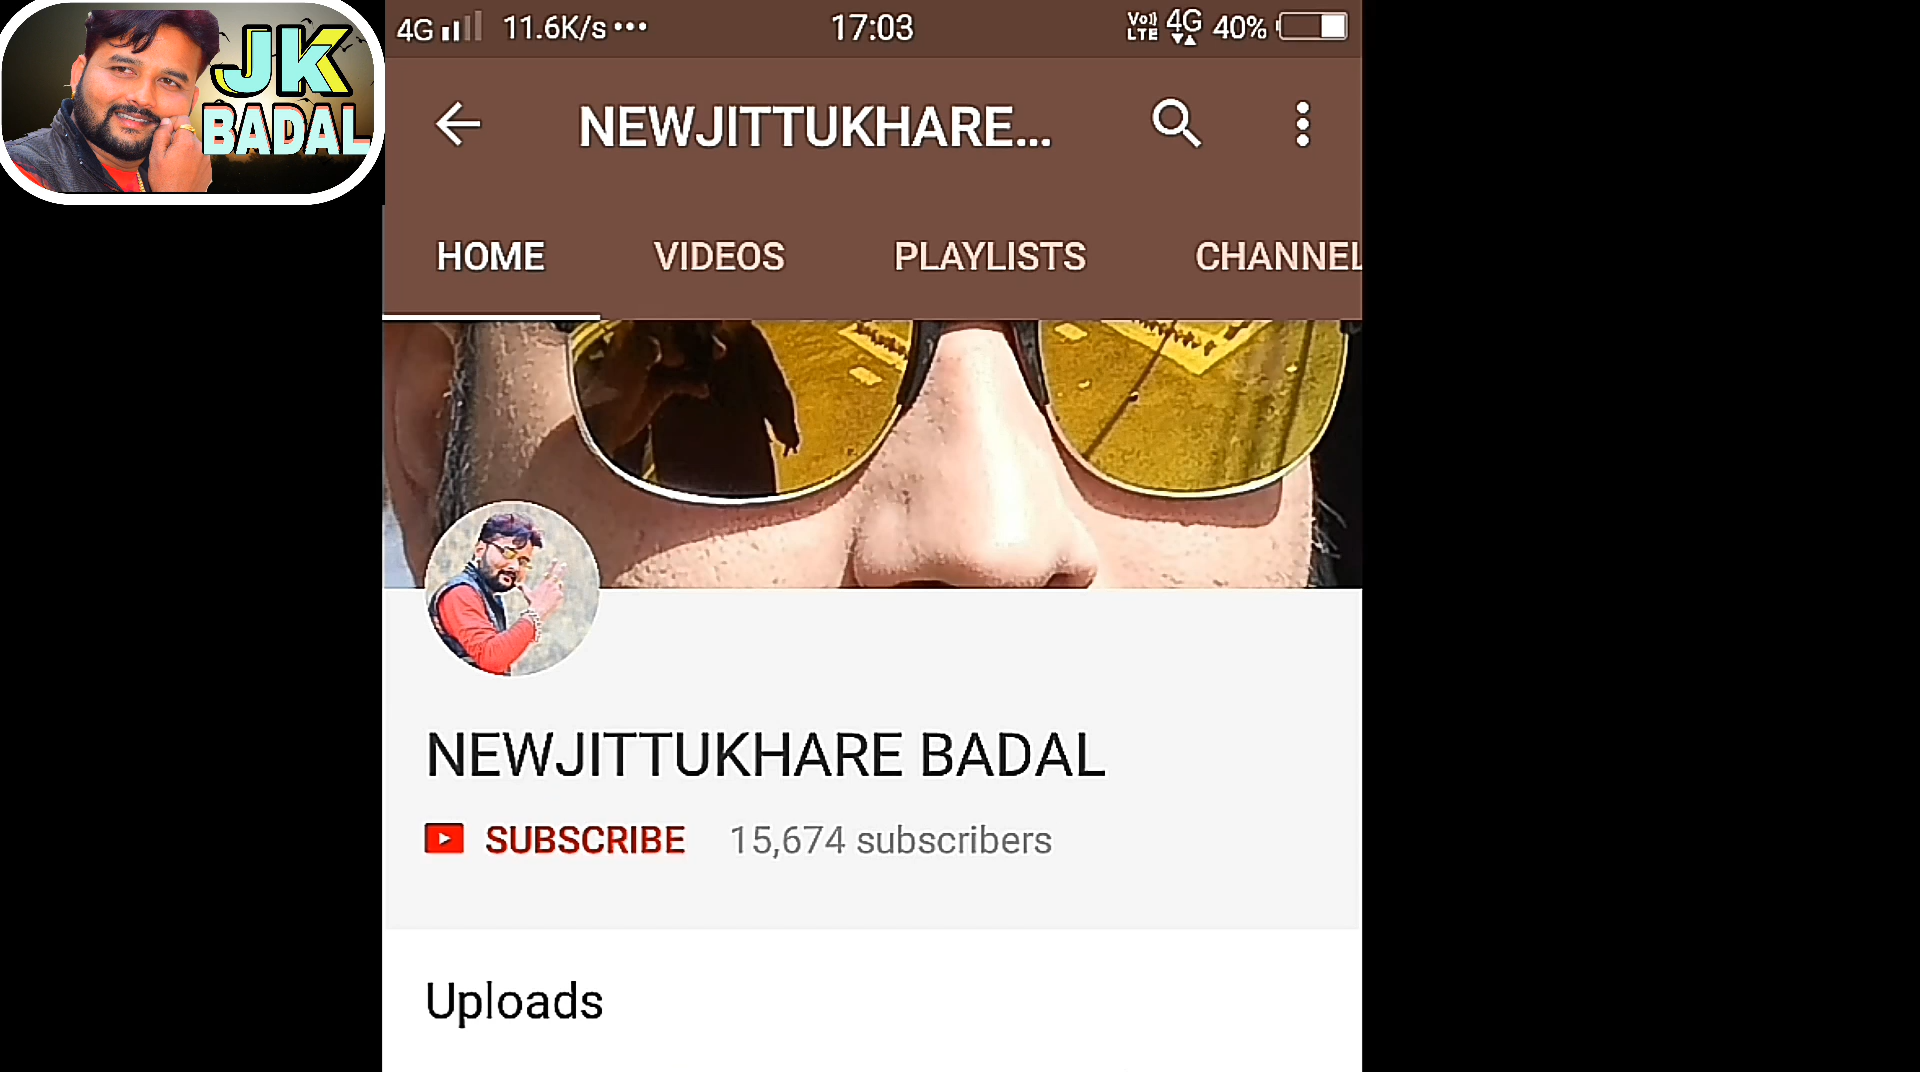 JK
BADAL
4G 11.6K/s... 17:03 Vo)) LTE 4G 40%
NEWJITTUKHARE...
HOME VIDEOS PLAYLISTS CHANNEL
NEWJITTUKHARE BADAL
SUBSCRIBE 15,674 subscribers
Uploads